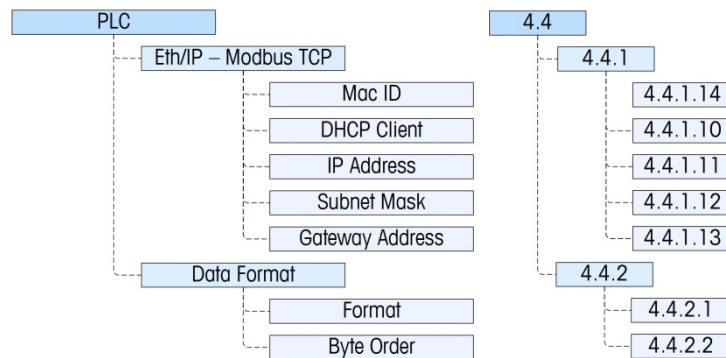 PLC 4.4
Eth/IP – Modbus TCP 4.4.1
Mac ID 4.4.1.14
DHCP Client 4.4.1.10
IP Address 4.4.1.11
Subnet Mask 4.4.1.12
Gateway Address 4.4.1.13
Data Format 4.4.2
Format 4.4.2.1
Byte Order 4.4.2.2